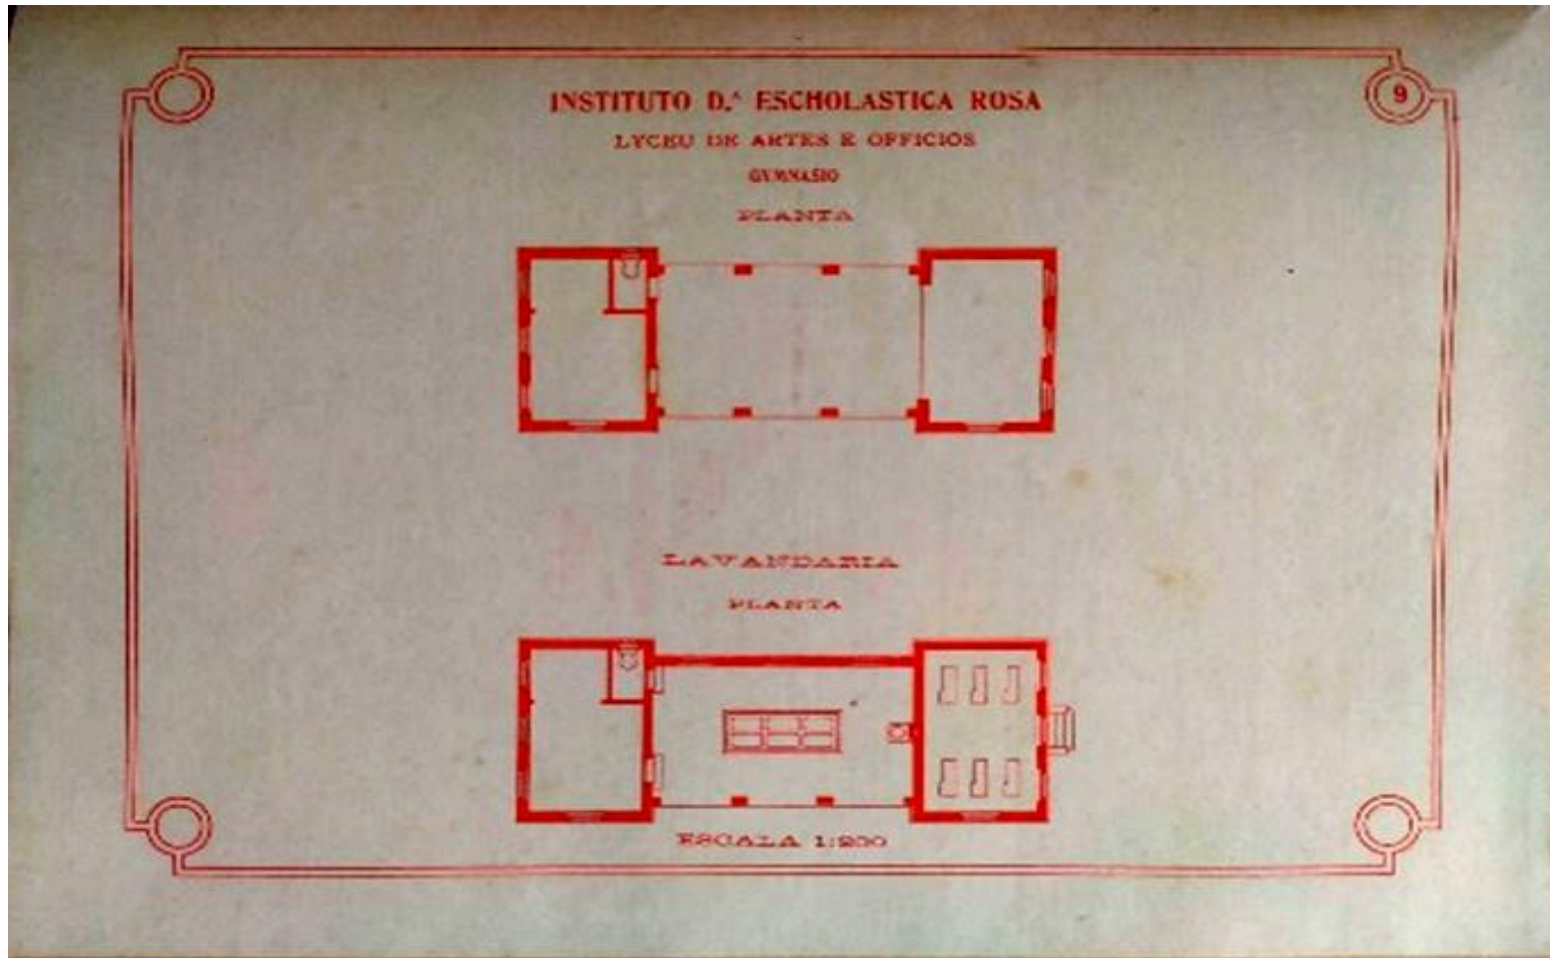 9
INSTITUTO D.ª ESCHOLASTICA ROSA
LYCEU DE ARTES E OFFICIOS
GYMNASIO
PLANTA
LAVANDARIA
PLANTA
ESCALA 1:200